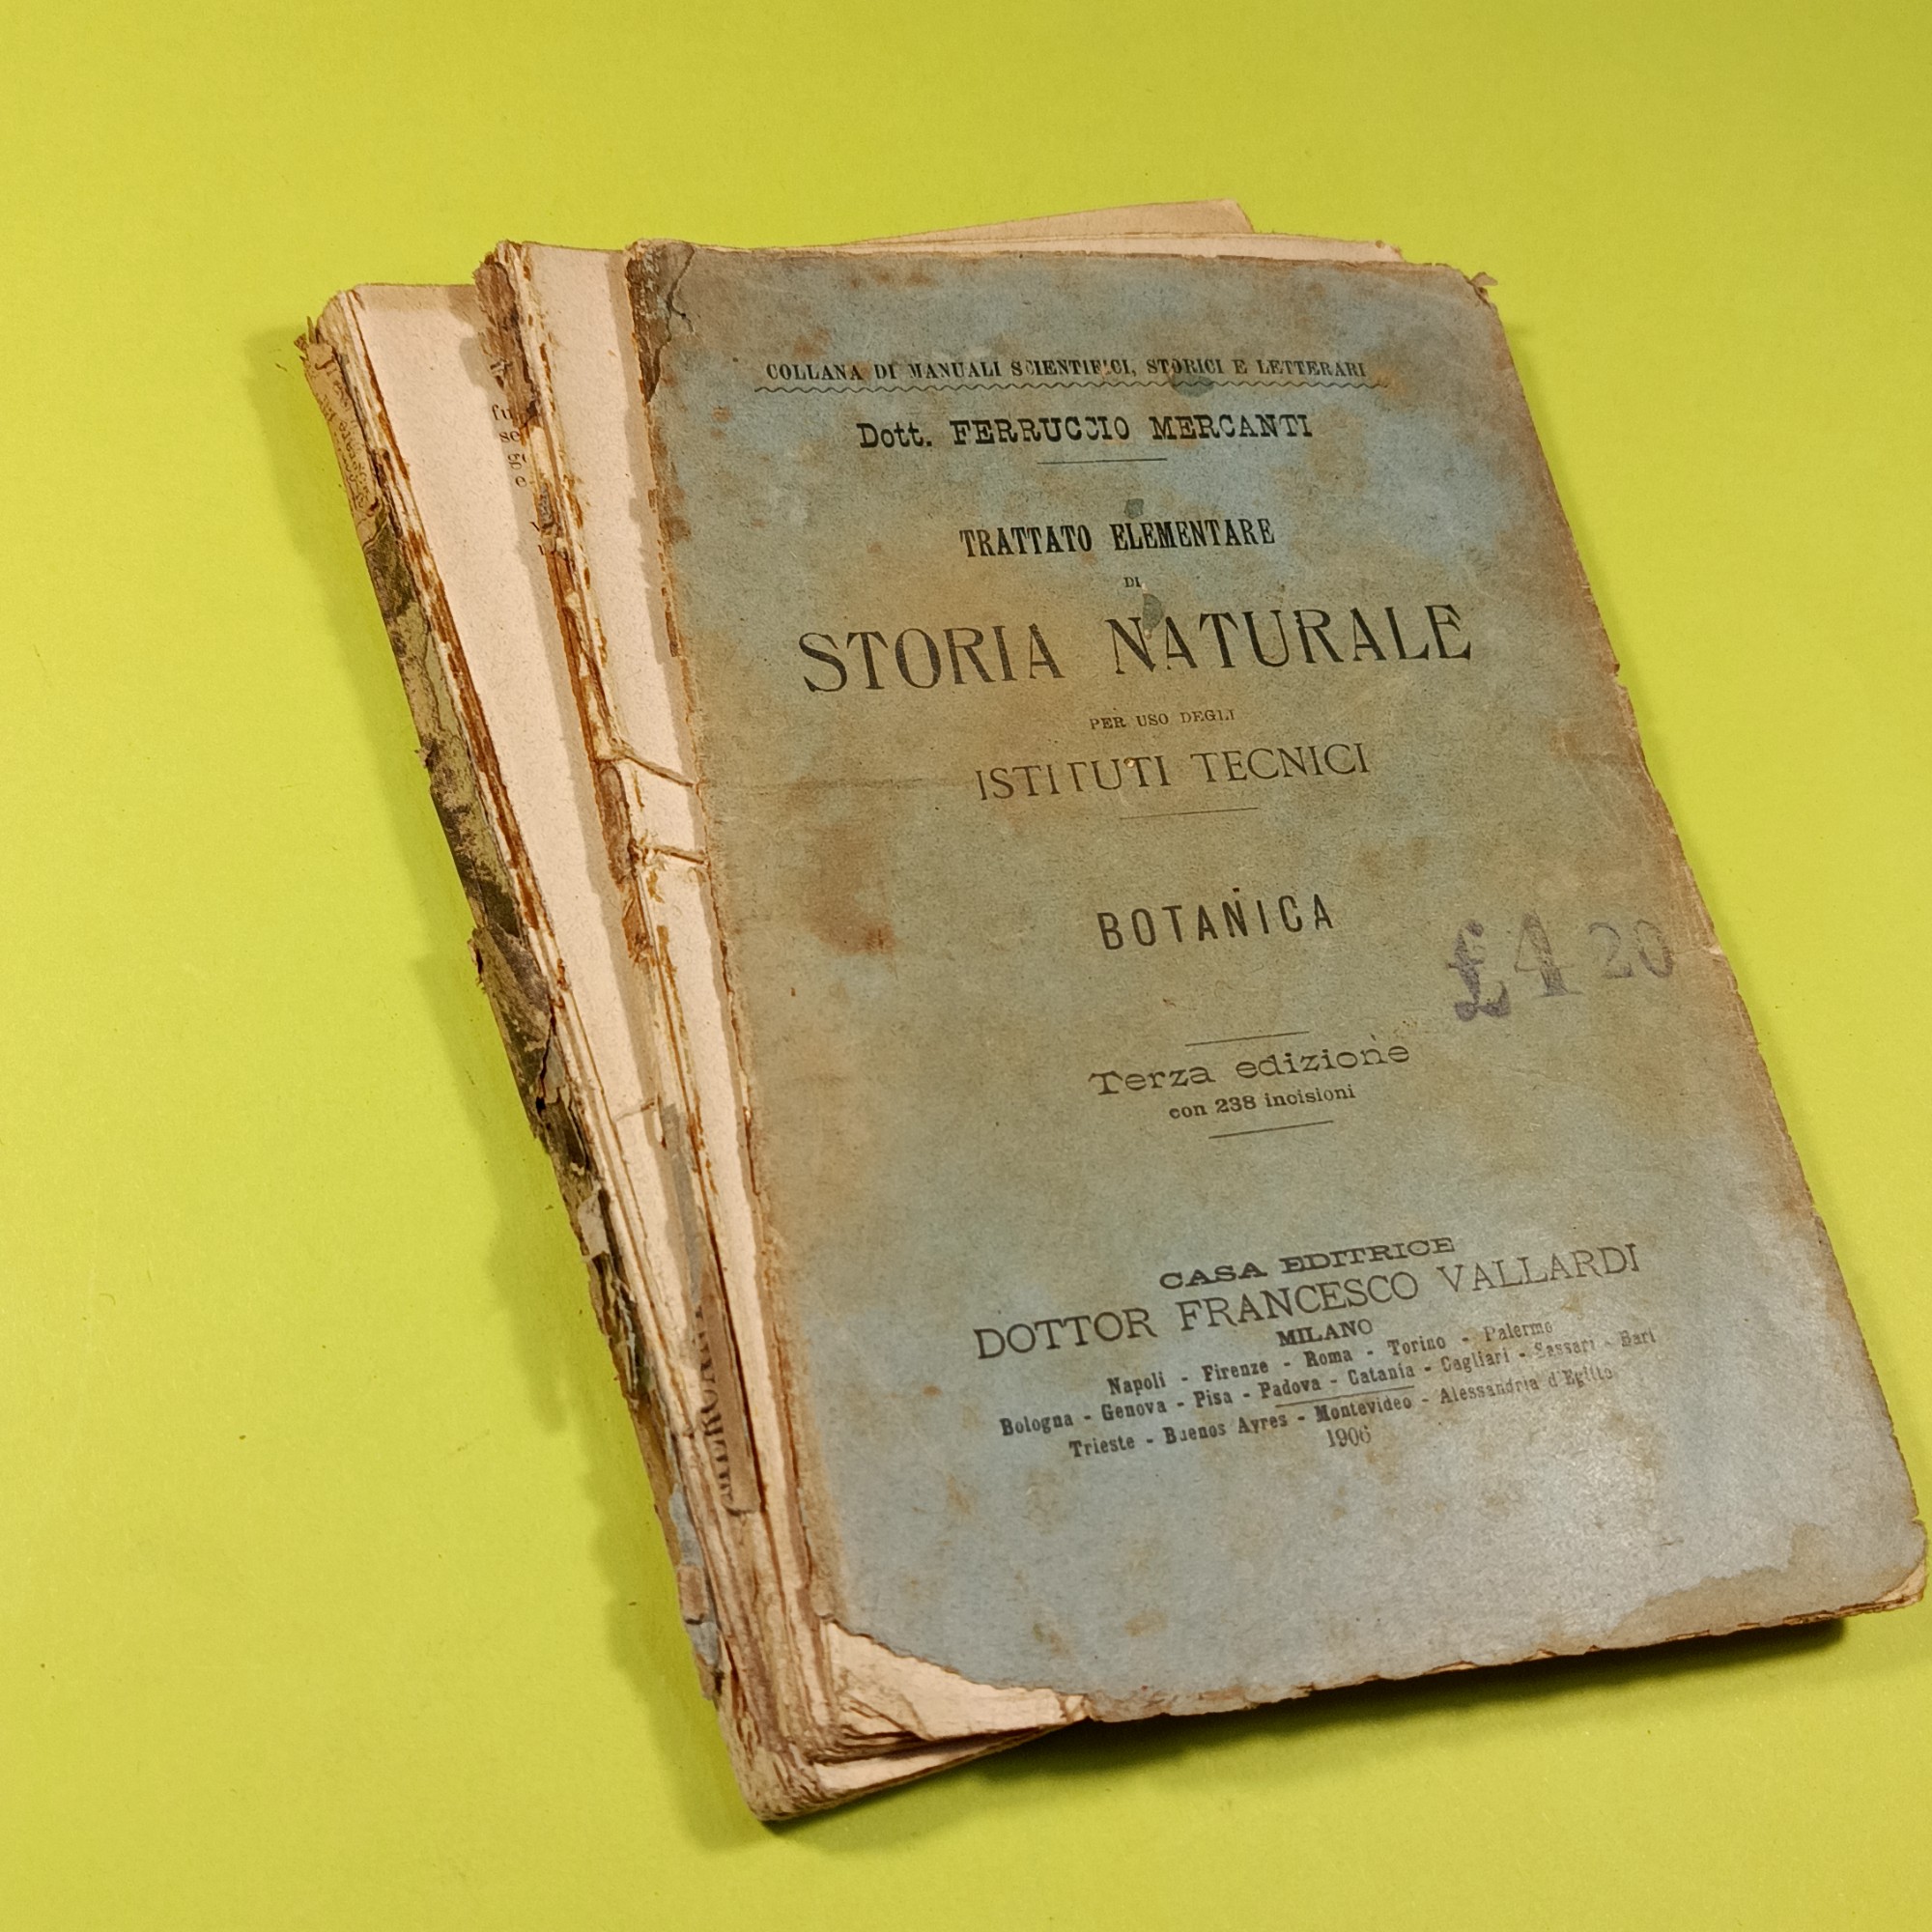 COLLANA DI MANUALI SCIENTIFICI, STORICI E LETTERARI
Dott. FERRUCCIO MERCANTI
TRATTATO ELEMENTARE
DI
STORIA NATURALE
PER USO DEGLI
ISTITUTI TECNICI
BOTANICA
£4 20
Terza edizione
con 238 incisioni
CASA EDITRICE
DOTTOR FRANCESCO VALLARDI
MILANO
Napoli - Firenze - Roma - Torino - Palermo
Bologna - Genova - Pisa - Padova - Catania - Cagliari - Sassari - Bari
Trieste - Buenos Ayres - Montevideo - Alessandria d'Egitto
1906